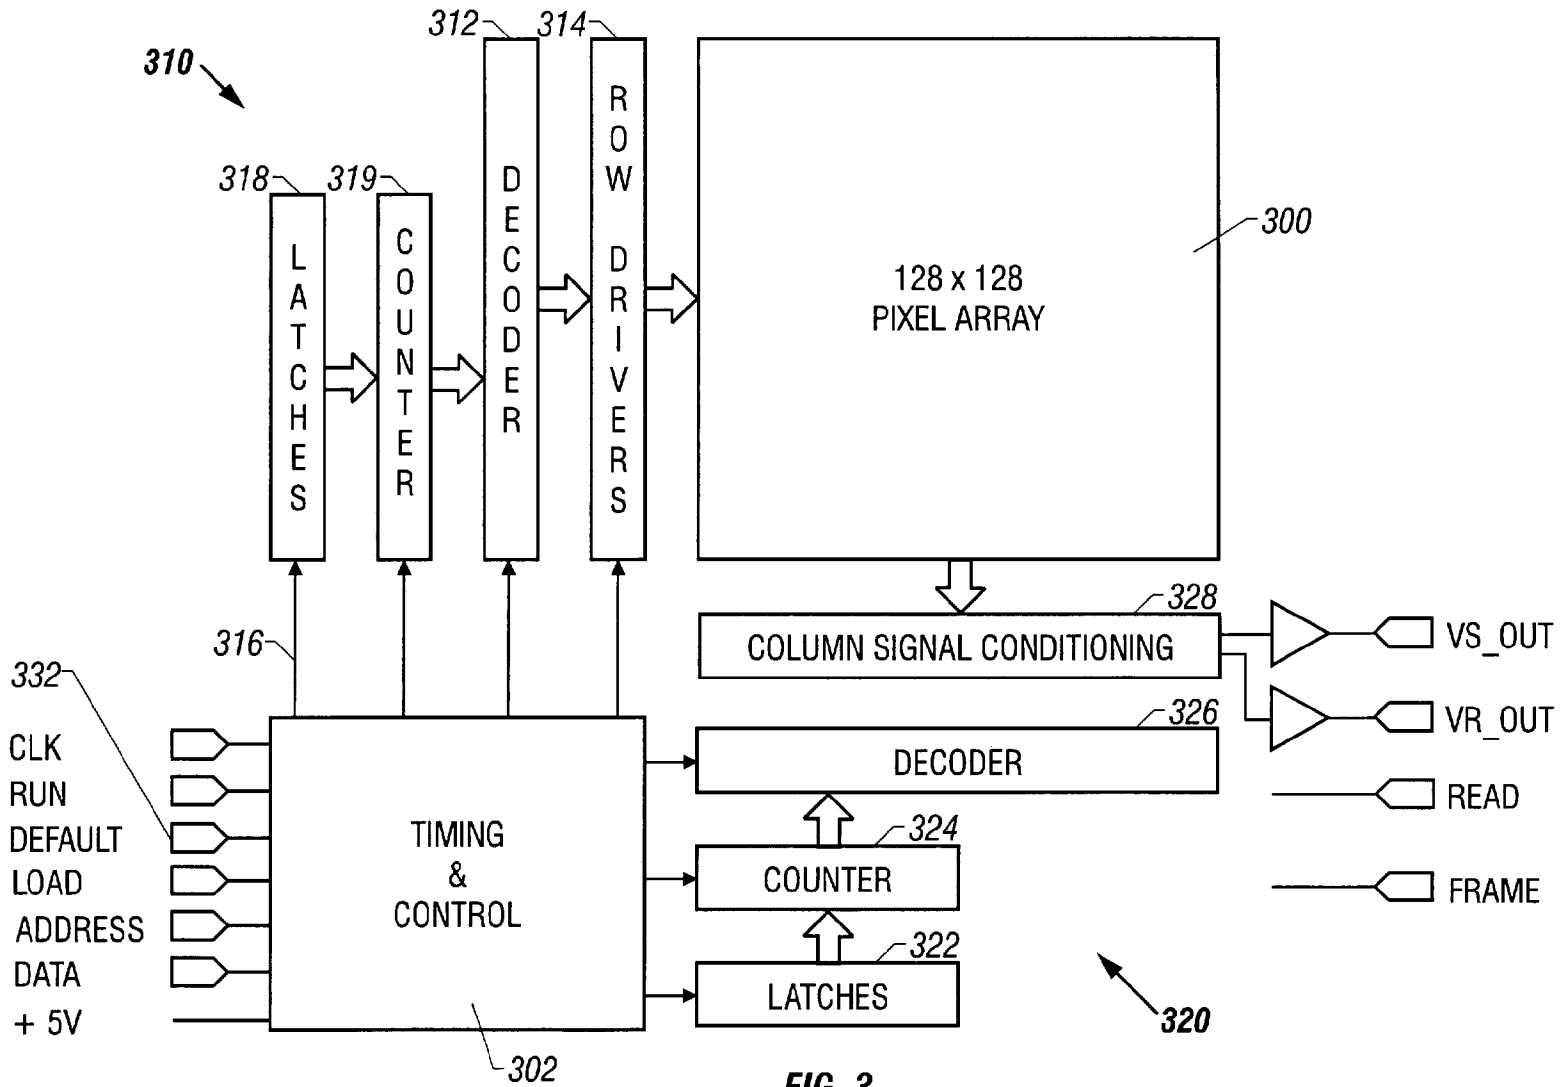 310
312
314
318
319
LATCHES
COUNTER
DECODER
ROW DRIVERS
128 x 128
PIXEL ARRAY
300
316
332
328
COLUMN SIGNAL CONDITIONING
VS_OUT
VR_OUT
326
DECODER
READ
324
COUNTER
FRAME
322
LATCHES
320
CLK
RUN
DEFAULT
LOAD
ADDRESS
DATA
+ 5V
TIMING
&
CONTROL
302
FIG. 3